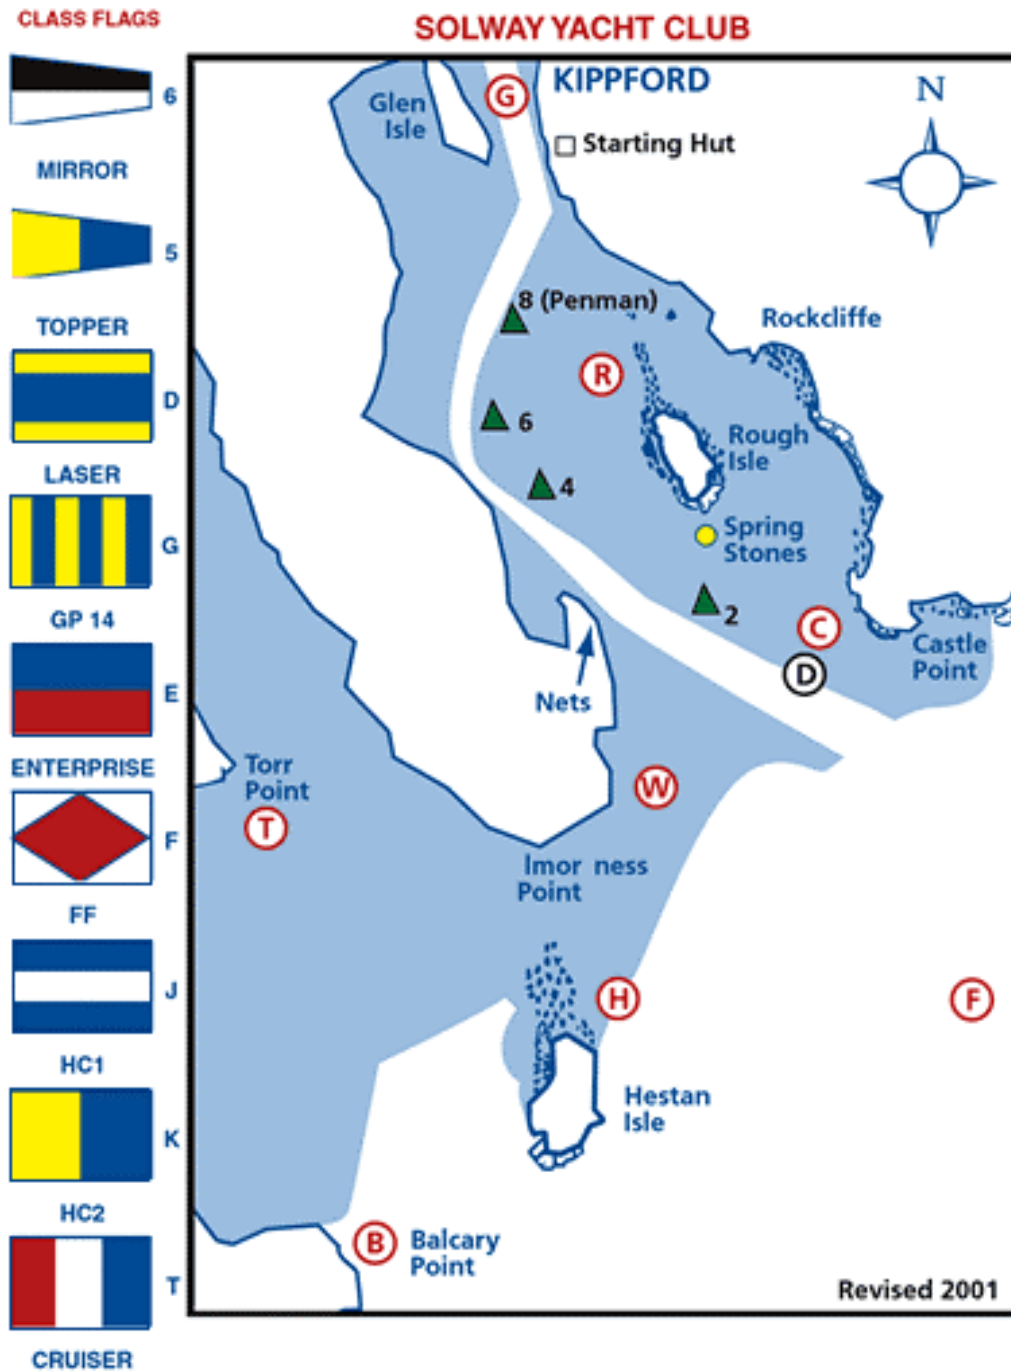 CLASS FLAGS
SOLWAY YACHT CLUB
6
MIRROR
5
TOPPER
D
LASER
G
GP 14
E
ENTERPRISE
F
FF
J
HC1
K
HC2
T
CRUISER
G
KIPPFORD
Glen
Isle
Starting Hut
N
8 (Penman)
Rockcliffe
R
6
Rough
Isle
4
Spring
Stones
2
C
Castle
Point
D
Nets
Torr
Point
W
T
Imor ness
Point
H
F
Hestan
Isle
B
Balcary
Point
Revised 2001